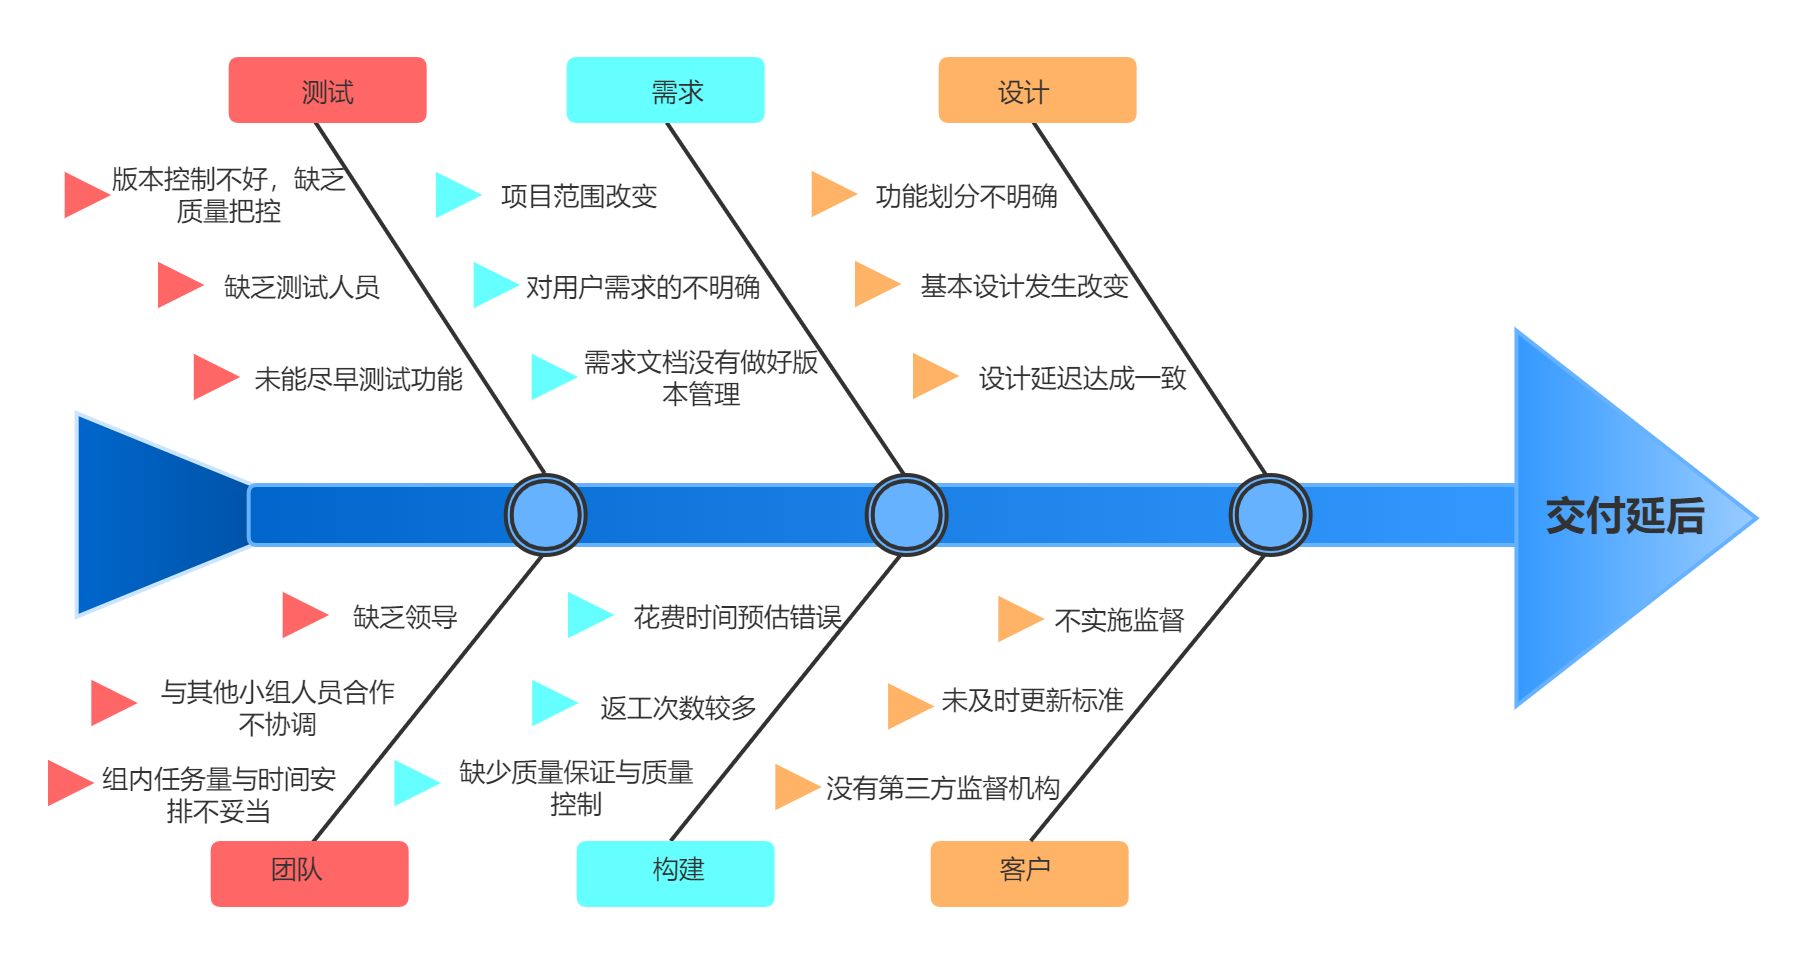 测试
需求
设计
版本控制不好，缺乏
质量把控
项目范围改变
功能划分不明确
缺乏测试人员
对用户需求的不明确
基本设计发生改变
未能尽早测试功能
需求文档没有做好版
本管理
设计延迟达成一致
交付延后
缺乏领导
花费时间预估错误
不实施监督
与其他小组人员合作
不协调
返工次数较多
未及时更新标准
组内任务量与时间安
排不妥当
缺少质量保证与质量
控制
没有第三方监督机构
团队
构建
客户